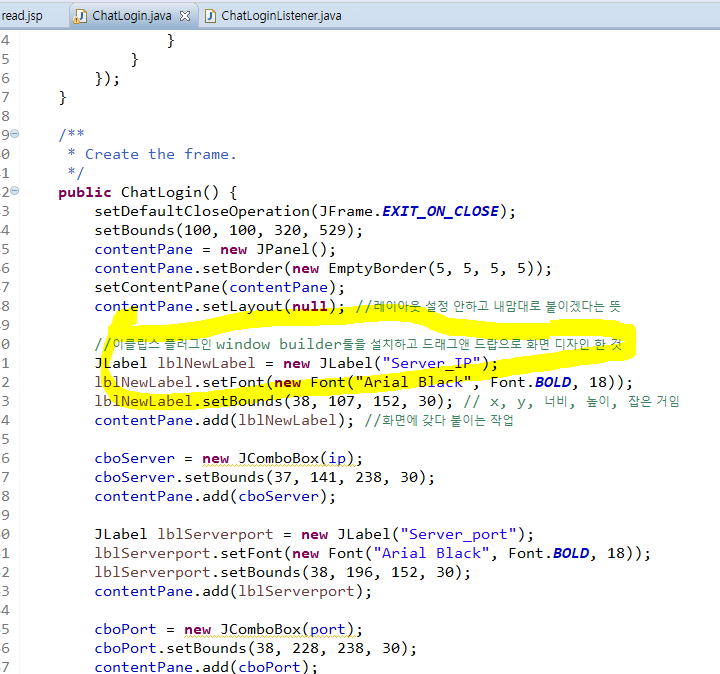 read.jsp ChatLogin.java ChatLoginListener.java
4 }
5 }
6 });
7 }
8
9 /**
0 * Create the frame.
1 */
2 public ChatLogin() {
3 setDefaultCloseOperation(JFrame.EXIT_ON_CLOSE);
4 setBounds(100, 100, 320, 529);
5 contentPane = new JPanel();
6 contentPane.setBorder(new EmptyBorder(5, 5, 5, 5));
7 setContentPane(contentPane);
8 contentPane.setLayout(null); //레이아웃 설정 안하고 내맘대로 붙이겠다는 뜻
9
0 //이클립스 플러그인 window builder툴을 설치하고 드래그앤 드랍으로 화면 디자인 한 것
1 JLabel lblNewLabel = new JLabel("Server_IP");
2 lblNewLabel.setFont(new Font("Arial Black", Font.BOLD, 18));
3 lblNewLabel.setBounds(38, 107, 152, 30); // x, y, 너비, 높이, 잡은 거임
4 contentPane.add(lblNewLabel); //화면에 갖다 붙이는 작업
5
6 cboServer = new JComboBox(ip);
7 cboServer.setBounds(37, 141, 238, 30);
8 contentPane.add(cboServer);
9
0 JLabel lblServerport = new JLabel("Server_port");
1 lblServerport.setFont(new Font("Arial Black", Font.BOLD, 18));
2 lblServerport.setBounds(38, 196, 152, 30);
3 contentPane.add(lblServerport);
4
5 cboPort = new JComboBox(port);
6 cboPort.setBounds(38, 228, 238, 30);
7 contentPane.add(cboPort);